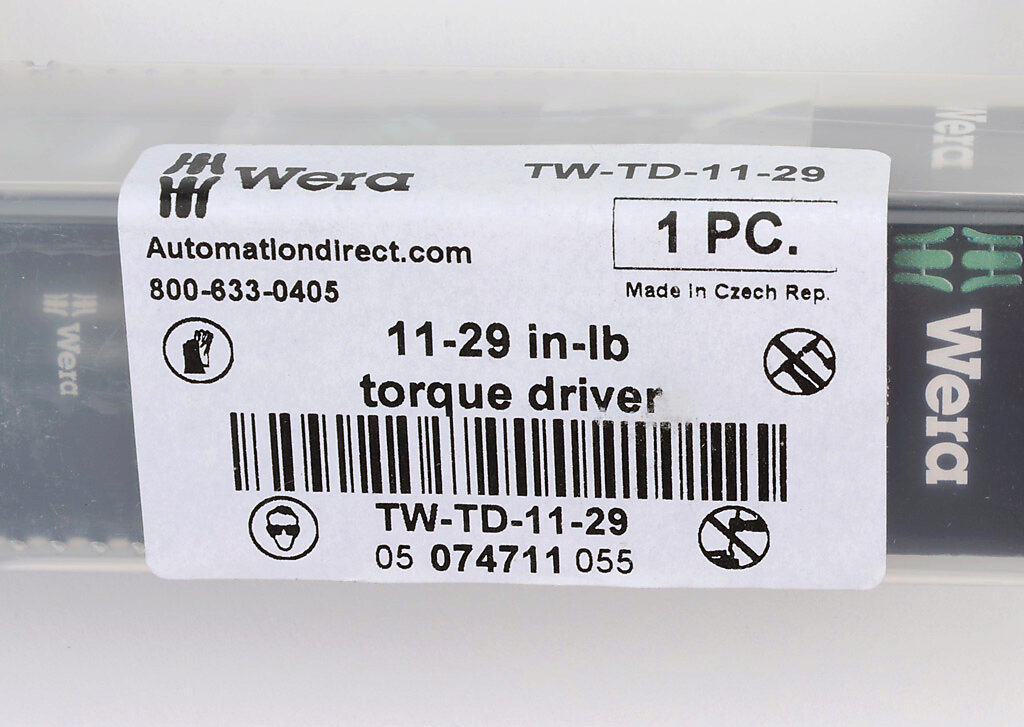 Wera
TW-TD-11-29
Automationdirect.com
1 PC.
800-633-0405
Made in Czech Rep.
11-29 in-lb
torque driver
TW-TD-11-29
05 074711 055
Wera
Wera
Wera